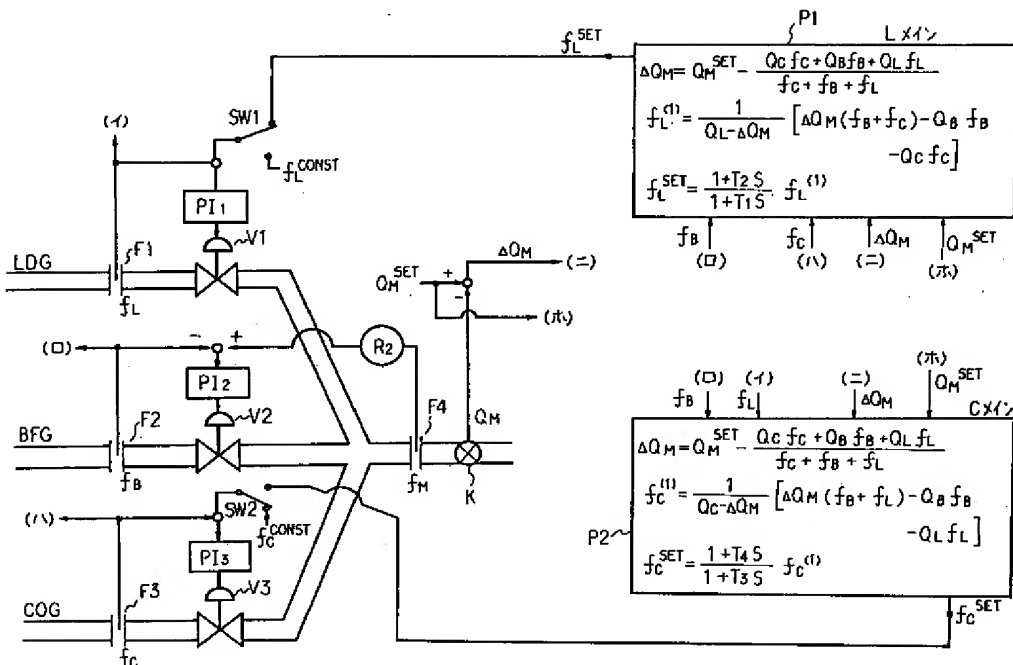 P1
Lメイン
f_L^SET
ΔQ_M = Q_M^SET - (Q_C f_C + Q_B f_B + Q_L f_L) / (f_C + f_B + f_L)
f_L^(1) = 1 / (Q_L - ΔQ_M) [ΔQ_M (f_B + f_C) - Q_B f_B
- Q_C f_C]
f_L^SET = (1 + T_2 S) / (1 + T_1 S) f_L^(1)
f_B
f_C
ΔQ_M
Q_M^SET
(ロ)
(ハ)
(ニ)
(ホ)
(イ)
SW1
f_L^CONST
PI_1
V1
F1
LDG
f_L
ΔQ_M
(ニ)
Q_M^SET
+
-
(ホ)
(ロ)
-
+
R_2
PI_2
V2
F2
F4
Q_M
BFG
f_B
f_M
K
(ハ)
SW2
f_C^CONST
PI_3
V3
F3
COG
f_C
(ロ)
(イ)
(ニ)
(ホ)
f_B
f_L
ΔQ_M
Q_M^SET
Cメイン
ΔQ_M = Q_M^SET - (Q_C f_C + Q_B f_B + Q_L f_L) / (f_C + f_B + f_L)
f_C^(1) = 1 / (Q_C - ΔQ_M) [ΔQ_M (f_B + f_L) - Q_B f_B
- Q_L f_L]
P2
f_C^SET = (1 + T_4 S) / (1 + T_3 S) f_C^(1)
f_C^SET